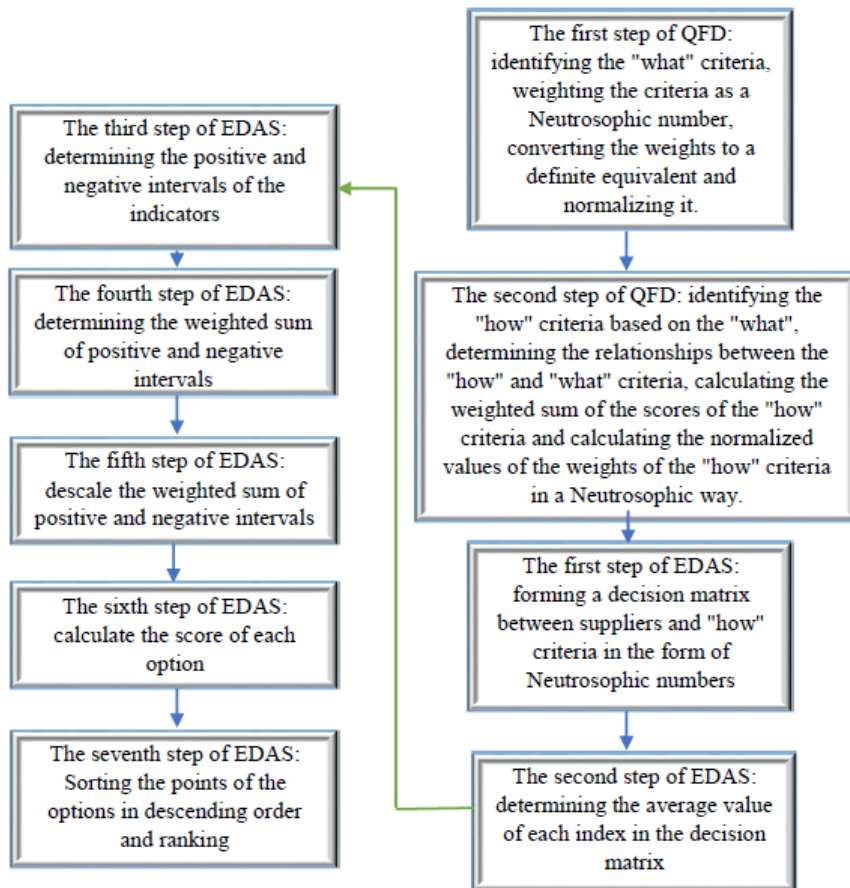 The first step of QFD:
identifying the "what" criteria,
weighting the criteria as a
Neutrosophic number,
converting the weights to a
definite equivalent and
normalizing it.
The second step of QFD: identifying the
"how" criteria based on the "what",
determining the relationships between the
"how" and "what" criteria, calculating the
weighted sum of the scores of the "how"
criteria and calculating the normalized
values of the weights of the "how" criteria
in a Neutrosophic way.
The first step of EDAS:
forming a decision matrix
between suppliers and "how"
criteria in the form of
Neutrosophic numbers
The second step of EDAS:
determining the average value
of each index in the decision
matrix
The third step of EDAS:
determining the positive and
negative intervals of the
indicators
The fourth step of EDAS:
determining the weighted sum
of positive and negative
intervals
The fifth step of EDAS:
descale the weighted sum of
positive and negative intervals
The sixth step of EDAS:
calculate the score of each
option
The seventh step of EDAS:
Sorting the points of the
options in descending order
and ranking